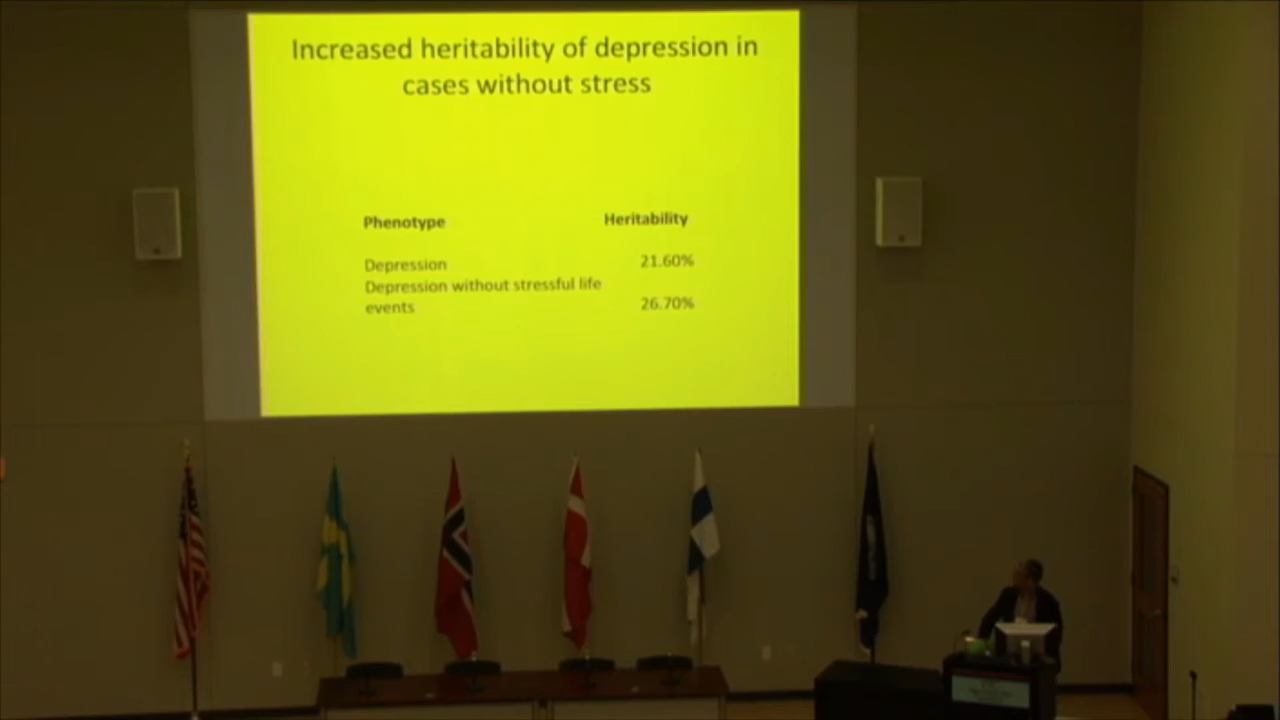 Increased heritability of depression in
cases without stress
Phenotype Heritability
Depression 21.60%
Depression without stressful life
events 26.70%